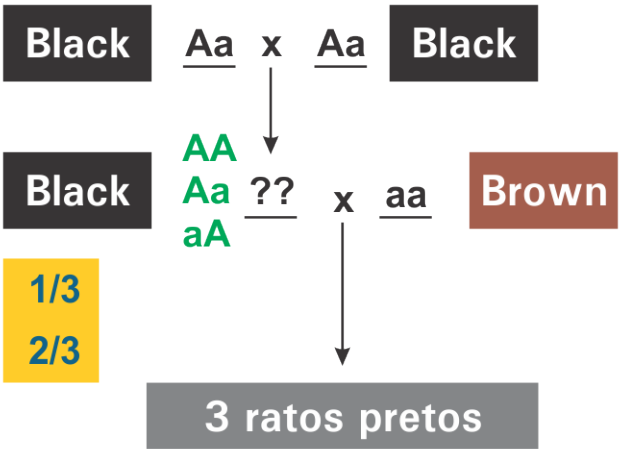 Black Aa x Aa Black
AA
Black Aa ?? x aa Brown
aA
1/3
2/3
3 ratos pretos